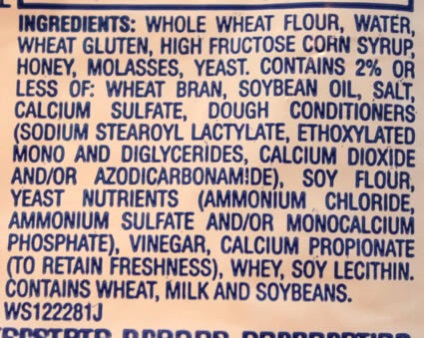 INGREDIENTS: WHOLE WHEAT FLOUR, WATER,
WHEAT GLUTEN, HIGH FRUCTOSE CORN SYRUP,
HONEY, MOLASSES, YEAST. CONTAINS 2% OR
LESS OF: WHEAT BRAN, SOYBEAN OIL, SALT,
CALCIUM SULFATE, DOUGH CONDITIONERS
(SODIUM STEAROYL LACTYLATE, ETHOXYLATED
MONO AND DIGLYCERIDES, CALCIUM DIOXIDE
AND/OR AZODICARBONAMIDE), SOY FLOUR,
YEAST NUTRIENTS (AMMONIUM CHLORIDE,
AMMONIUM SULFATE AND/OR MONOCALCIUM
PHOSPHATE), VINEGAR, CALCIUM PROPIONATE
(TO RETAIN FRESHNESS), WHEY, SOY LECITHIN.
CONTAINS WHEAT, MILK AND SOYBEANS.
WS122281J